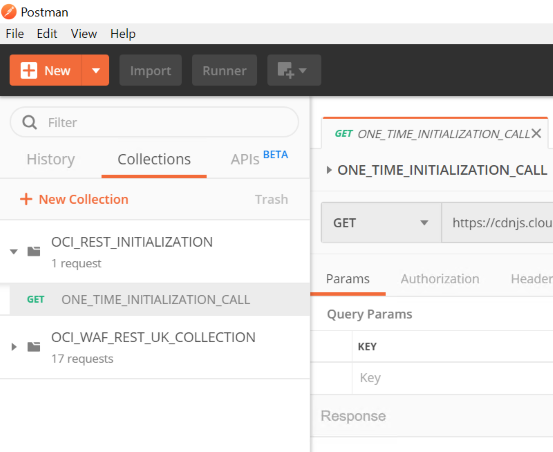 Postman
File Edit View Help
New Import Runner
Filter
History Collections APIs BETA
+ New Collection Trash
OCI_REST_INITIALIZATION
1 request
GET ONE_TIME_INITIALIZATION_CALL
OCI_WAF_REST_UK_COLLECTION
17 requests
GET ONE_TIME_INITIALIZATION_CALL
ONE_TIME_INITIALIZATION_CALL
GET https://cdnjs.clou
Params Authorization Header
Query Params
KEY
Key
Response